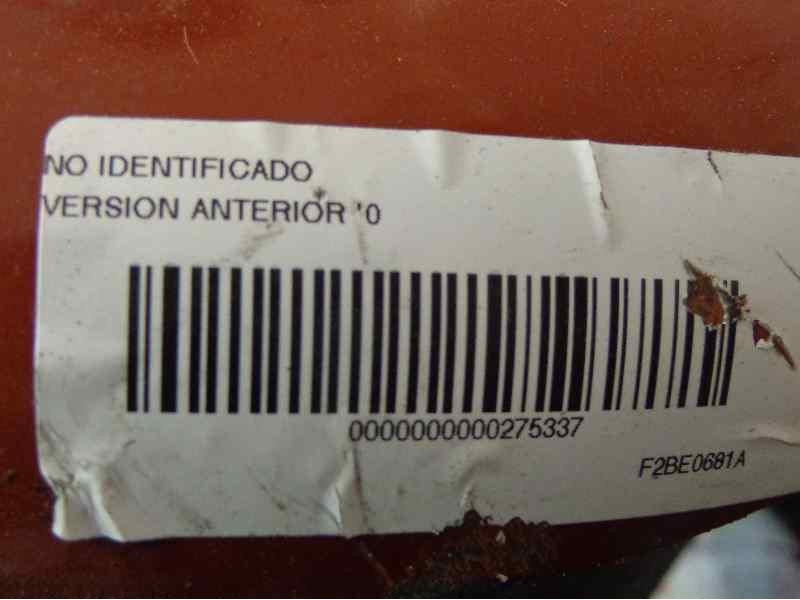 NO IDENTIFICADO
VERSION ANTERIOR '0
0000000000275337
F2BE0681A